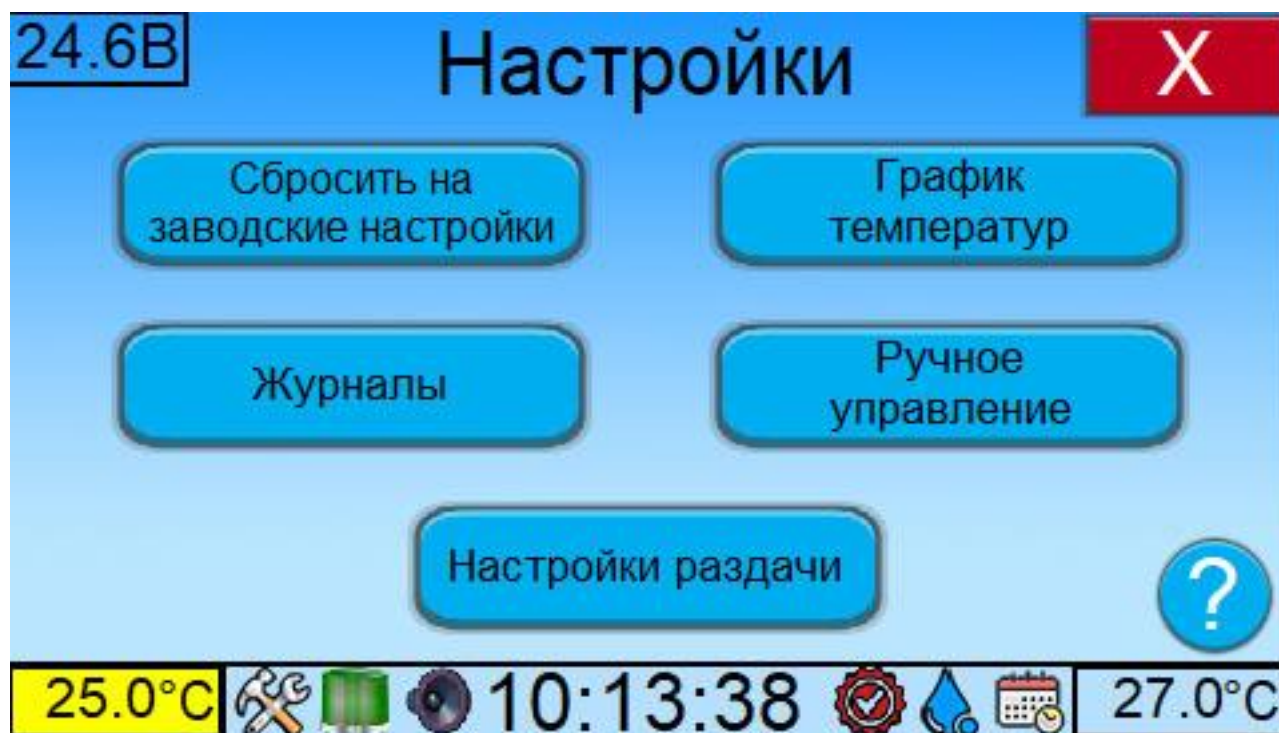 24.6В
Настройки
X
Сбросить на
заводские настройки
График
температур
Журналы
Ручное
управление
Настройки раздачи
?
25.0°C
10:13:38
27.0°C